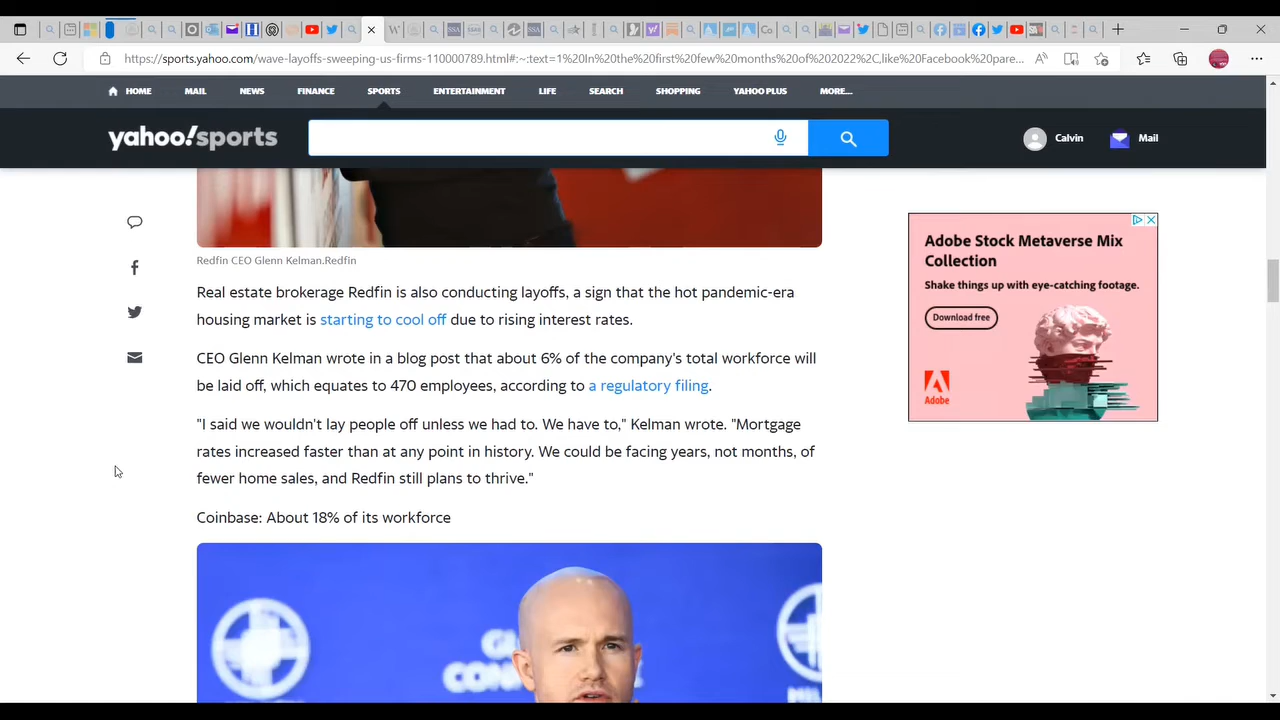 https://sports.yahoo.com/wave-layoffs-sweeping-us-firms-110000789.html#:~:text=1%20In%20the%20first%20few%20months%20of%202022%2C,like%20Facebook%20pare...
HOME MAIL NEWS FINANCE SPORTS ENTERTAINMENT LIFE SEARCH SHOPPING YAHOO PLUS MORE...
yahoo!sports
Calvin
Mail
Redfin CEO Glenn Kelman.Redfin
Real estate brokerage Redfin is also conducting layoffs, a sign that the hot pandemic-era
housing market is starting to cool off due to rising interest rates.
CEO Glenn Kelman wrote in a blog post that about 6% of the company's total workforce will
be laid off, which equates to 470 employees, according to a regulatory filing.
"I said we wouldn't lay people off unless we had to. We have to," Kelman wrote. "Mortgage
rates increased faster than at any point in history. We could be facing years, not months, of
fewer home sales, and Redfin still plans to thrive."
Coinbase: About 18% of its workforce
Adobe Stock Metaverse Mix
Collection
Shake things up with eye-catching footage.
Download free
Adobe